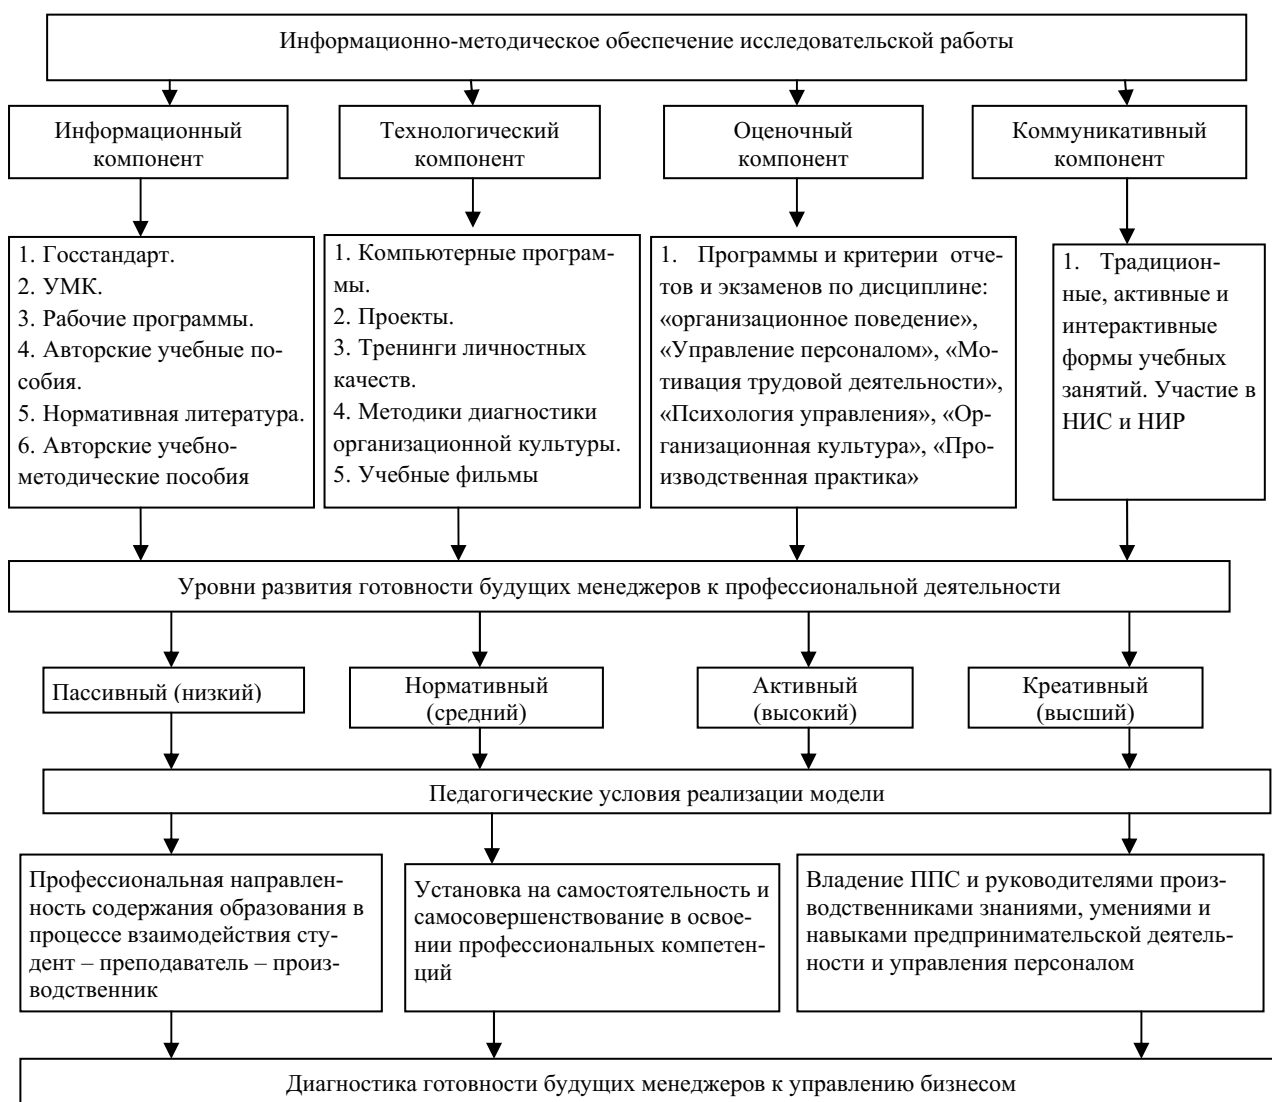 Информационно-методическое обеспечение исследовательской работы
Информационный
компонент
Технологический
компонент
Оценочный
компонент
Коммуникативный
компонент
1. Госстандарт.
2. УМК.
3. Рабочие программы.
4. Авторские учебные по-
собия.
5. Нормативная литература.
6. Авторские учебно-
методические пособия
1. Компьютерные програм-
мы.
2. Проекты.
3. Тренинги личностных
качеств.
4. Методики диагностики
организационной культуры.
5. Учебные фильмы
1. Программы и критерии отче-
тов и экзаменов по дисциплине:
«организационное поведение»,
«Управление персоналом», «Мо-
тивация трудовой деятельности»,
«Психология управления», «Ор-
ганизационная культура», «Про-
изводственная практика»
1. Традицион-
ные, активные и
интерактивные
формы учебных
занятий. Участие в
НИС и НИР
Уровни развития готовности будущих менеджеров к профессиональной деятельности
Пассивный (низкий)
Нормативный
(средний)
Активный
(высокий)
Креативный
(высший)
Педагогические условия реализации модели
Профессиональная направлен-
ность содержания образования в
процессе взаимодействия сту-
дент – преподаватель – произ-
водственник
Установка на самостоятельность и
самосовершенствование в освое-
нии профессиональных компетен-
ций
Владение ППС и руководителями произ-
водственниками знаниями, умениями и
навыками предпринимательской деятель-
ности и управления персоналом
Диагностика готовности будущих менеджеров к управлению бизнесом